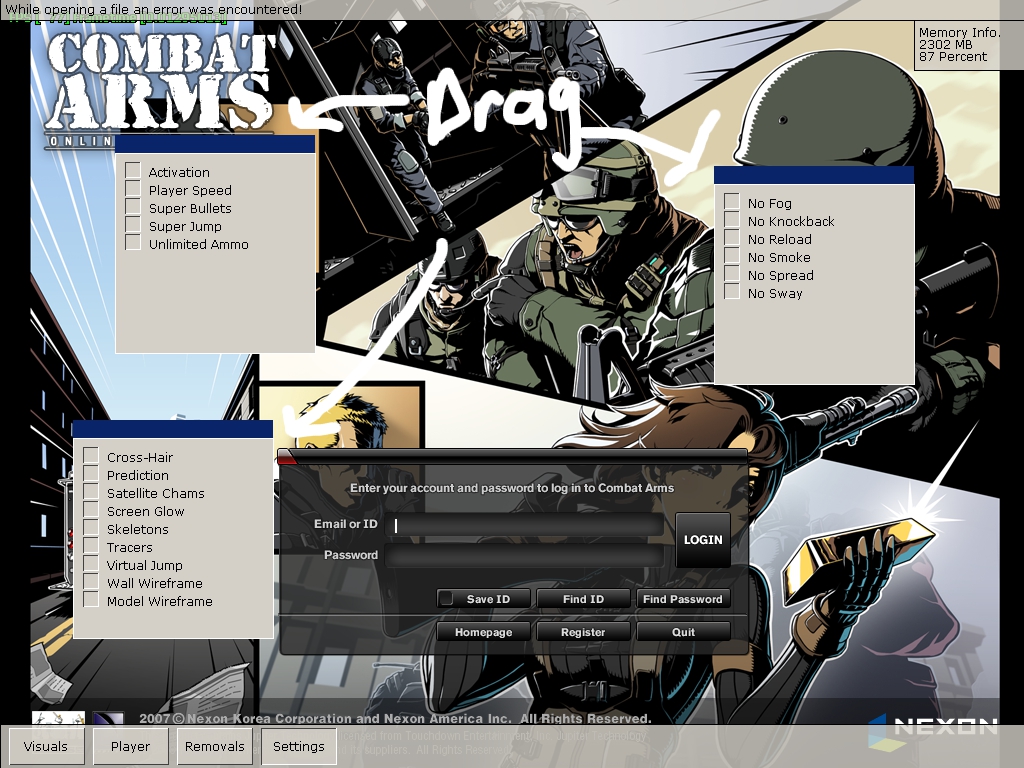 While opening a file an error was encountered!
Memory Info.
2302 MB
87 Percent
COMBAT
ARMS
ONLIN
Drag
Activation
Player Speed
Super Bullets
Super Jump
Unlimited Ammo
No Fog
No Knockback
No Reload
No Smoke
No Spread
No Sway
Cross-Hair
Prediction
Satellite Chams
Screen Glow
Skeletons
Tracers
Virtual Jump
Wall Wireframe
Model Wireframe
Enter your account and password to log in to Combat Arms
Email or ID
LOGIN
Password
Save ID Find ID Find Password
Homepage Register Quit
2007 © Nexon Korea Corporation and Nexon America Inc. All Rights Reserved.
NEXON
Visuals Player Removals Settings